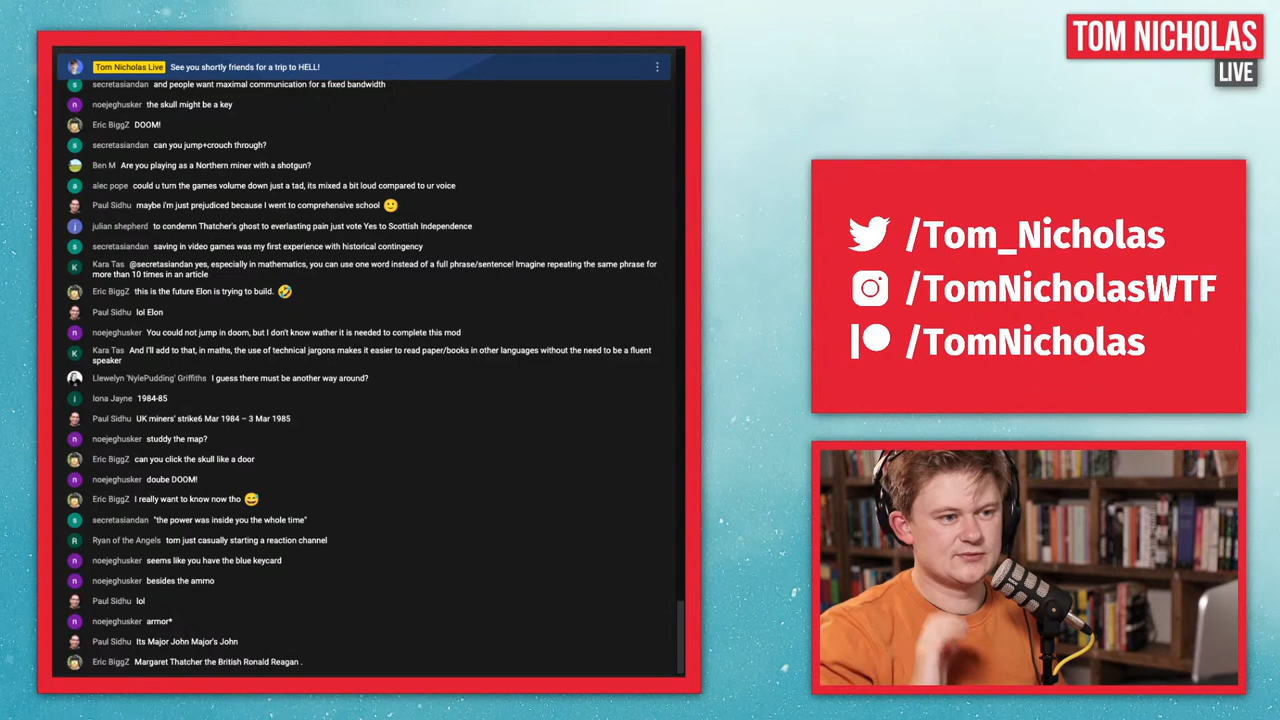 TOM NICHOLAS
LIVE
Tom Nicholas Live See you shortly friends for a trip to HELL!
secretasiandan and people want maximal communication for a fixed bandwidth
noejeghusker the skull might be a key
Eric BiggZ DOOM!
secretasiandan can you jump+crouch through?
Ben M Are you playing as a Northern miner with a shotgun?
alec pope could u turn the games volume down just a tad, its mixed a bit loud compared to ur voice
Paul Sidhu maybe i'm just prejudiced because I went to comprehensive school 🙂
julian shepherd to condemn Thatcher's ghost to everlasting pain just vote Yes to Scottish Independence
secretasiandan saving in video games was my first experience with historical contingency
Kara Tas @secretasiandan yes, especially in mathematics, you can use one word instead of a full phrase/sentence! Imagine repeating the same phrase for
more than 10 times in an article
Eric BiggZ this is the future Elon is trying to build. 🤣
Paul Sidhu lol Elon
noejeghusker You could not jump in doom, but I don't know wather it is needed to complete this mod
Kara Tas And I'll add to that, in maths, the use of technical jargons makes it easier to read paper/books in other languages without the need to be a fluent
speaker
Llewelyn 'NylePudding' Griffiths I guess there must be another way around?
Iona Jayne 1984-85
Paul Sidhu UK miners' strike6 Mar 1984 – 3 Mar 1985
noejeghusker studdy the map?
Eric BiggZ can you click the skull like a door
noejeghusker doube DOOM!
Eric BiggZ I really want to know now tho 😅
secretasiandan "the power was inside you the whole time"
Ryan of the Angels tom just casually starting a reaction channel
noejeghusker seems like you have the blue keycard
noejeghusker besides the ammo
Paul Sidhu lol
noejeghusker armor*
Paul Sidhu Its Major John Major's John
Eric BiggZ Margaret Thatcher the British Ronald Reagan .
/Tom_Nicholas
/TomNicholasWTF
/TomNicholas